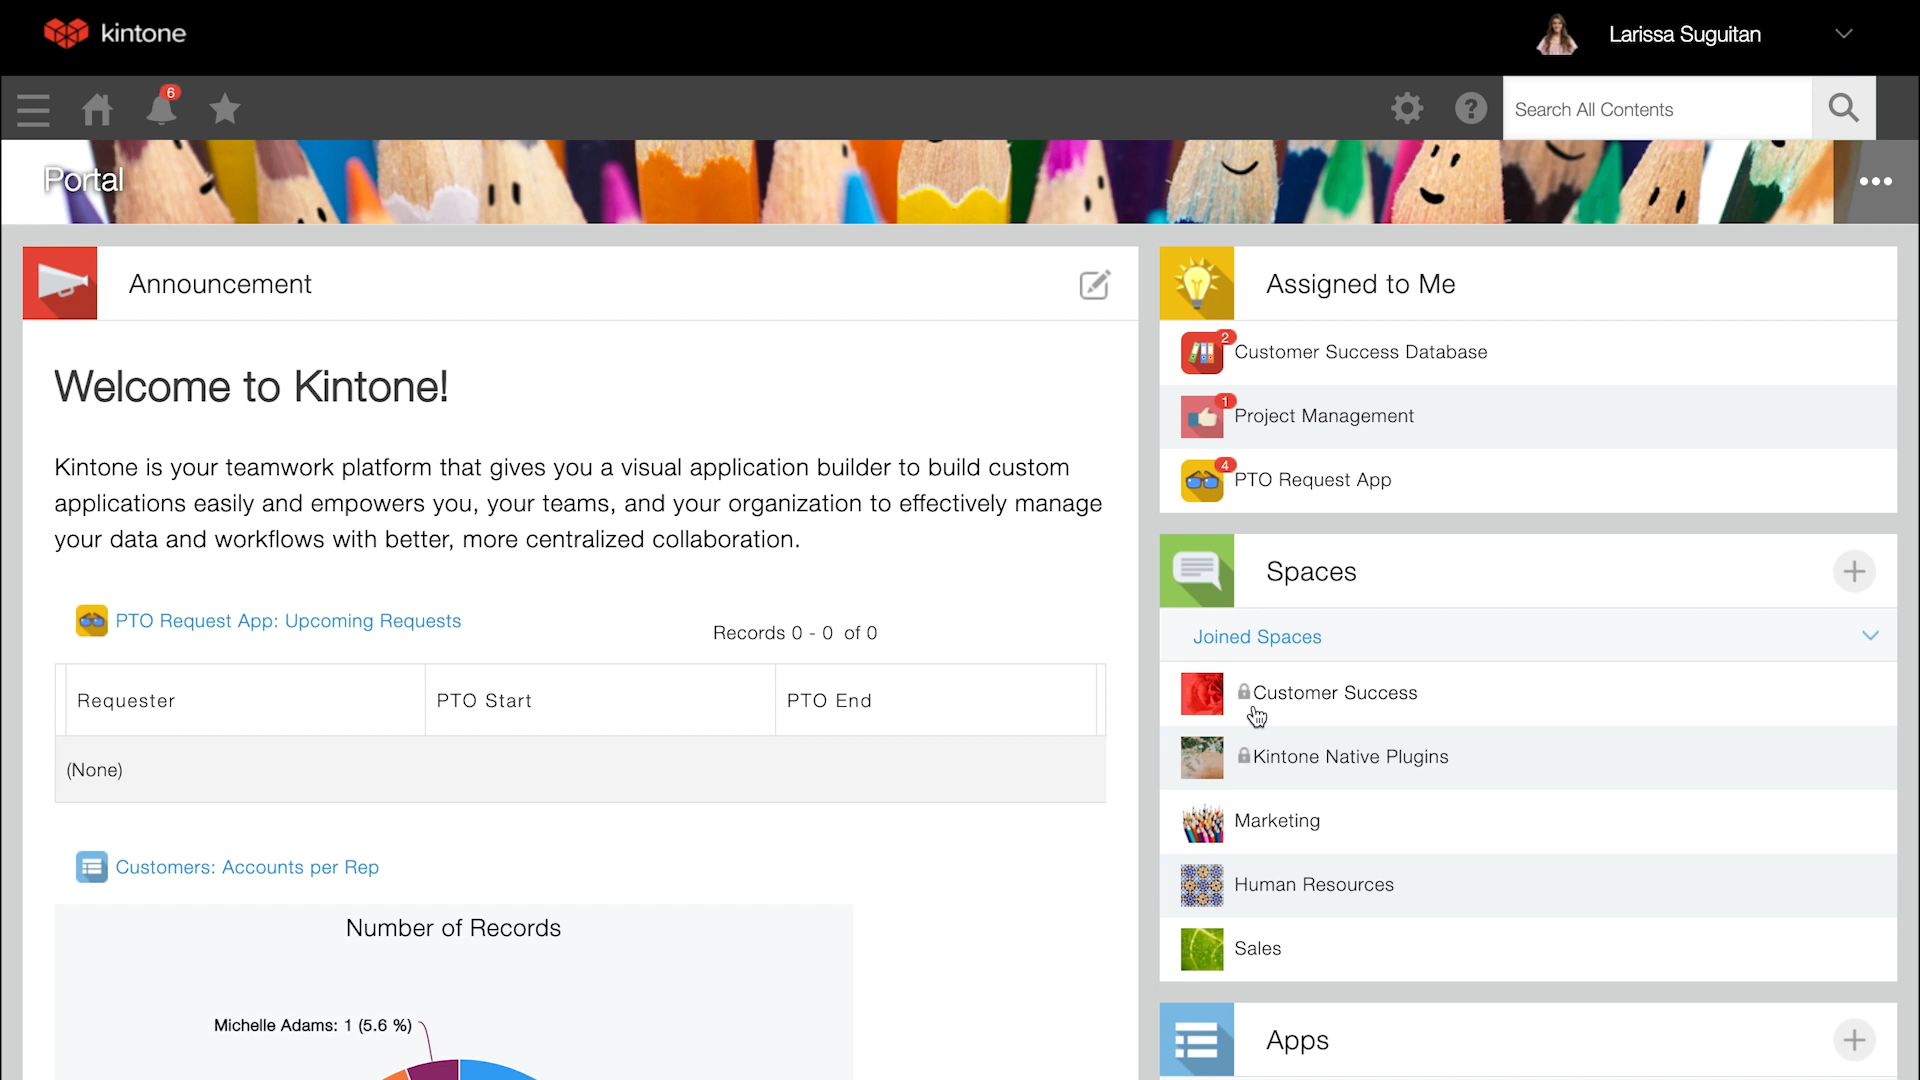 kintone
Larissa Suguitan
6
Search All Contents
Portal
Announcement
Welcome to Kintone!
Kintone is your teamwork platform that gives you a visual application builder to build custom
applications easily and empowers you, your teams, and your organization to effectively manage
your data and workflows with better, more centralized collaboration.
PTO Request App: Upcoming Requests
Records 0 - 0 of 0
Requester PTO Start PTO End
(None)
Customers: Accounts per Rep
Number of Records
Michelle Adams: 1 (5.6 %)
Assigned to Me
2
Customer Success Database
1
Project Management
4
PTO Request App
Spaces
Joined Spaces
Customer Success
Kintone Native Plugins
Marketing
Human Resources
Sales
Apps